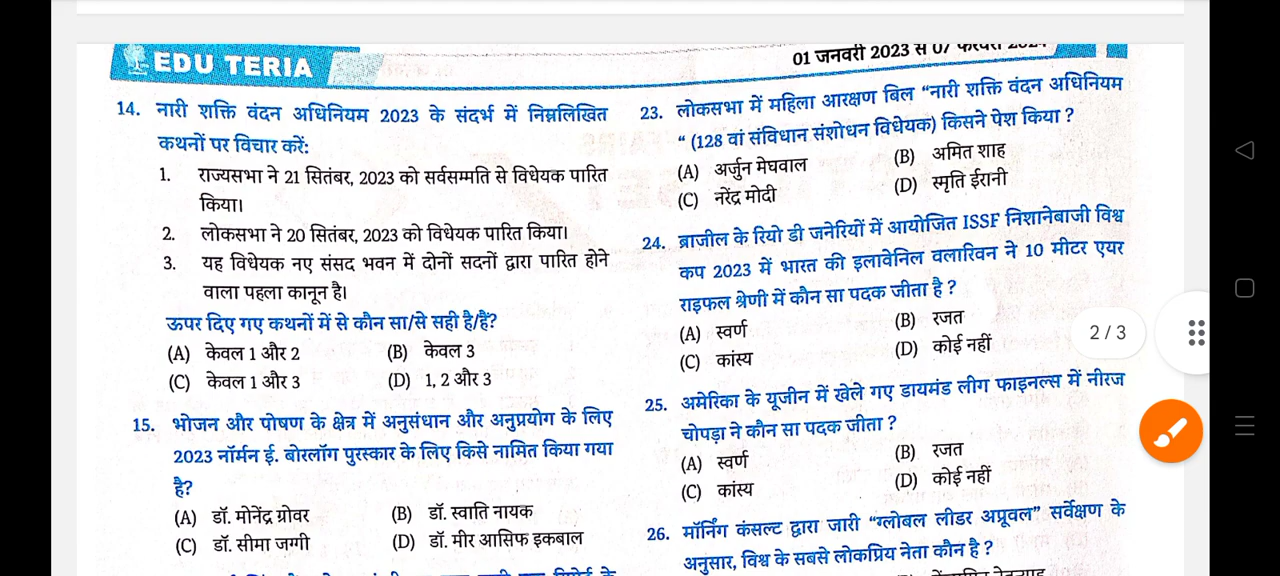 EDU TERIA
01 जनवरी 2023 से 07
14. नारी शक्ति वंदन अधिनियम 2023 के संदर्भ में निम्नलिखित
कथनों पर विचार करें:
1. राज्यसभा ने 21 सितंबर, 2023 को सर्वसम्मति से विधेयक पारित
किया।
2. लोकसभा ने 20 सितंबर, 2023 को विधेयक पारित किया।
3. यह विधेयक नए संसद भवन में दोनों सदनों द्वारा पारित होने
वाला पहला कानून है।
ऊपर दिए गए कथनों में से कौन सा/से सही है/हैं?
(A) केवल 1 और 2 (B) केवल 3
(C) केवल 1 और 3 (D) 1, 2 और 3
15. भोजन और पोषण के क्षेत्र में अनुसंधान और अनुप्रयोग के लिए
2023 नॉर्मन ई. बोरलॉग पुरस्कार के लिए किसे नामित किया गया
है?
(A) डॉ. मोनेंद्र ग्रोवर (B) डॉ. स्वाति नायक
(C) डॉ. सीमा जग्गी (D) डॉ. मीर आसिफ इकबाल
23. लोकसभा में महिला आरक्षण बिल “नारी शक्ति वंदन अधिनियम
“ (128 वां संविधान संशोधन विधेयक) किसने पेश किया ?
(A) अर्जुन मेघवाल (B) अमित शाह
(C) नरेंद्र मोदी (D) स्मृति ईरानी
24. ब्राजील के रियो डी जनेरियों में आयोजित ISSF निशानेबाजी विश्व
कप 2023 में भारत की इलावेनिल वलारिवन ने 10 मीटर एयर
राइफल श्रेणी में कौन सा पदक जीता है ?
(A) स्वर्ण (B) रजत
(C) कांस्य (D) कोई नहीं
25. अमेरिका के यूजीन में खेले गए डायमंड लीग फाइनल्स में नीरज
चोपड़ा ने कौन सा पदक जीता ?
(A) स्वर्ण (B) रजत
(C) कांस्य (D) कोई नहीं
26. मॉर्निंग कंसल्ट द्वारा जारी “ग्लोबल लीडर अप्रूवल” सर्वेक्षण के
अनुसार, विश्व के सबसे लोकप्रिय नेता कौन है ?
2 / 3